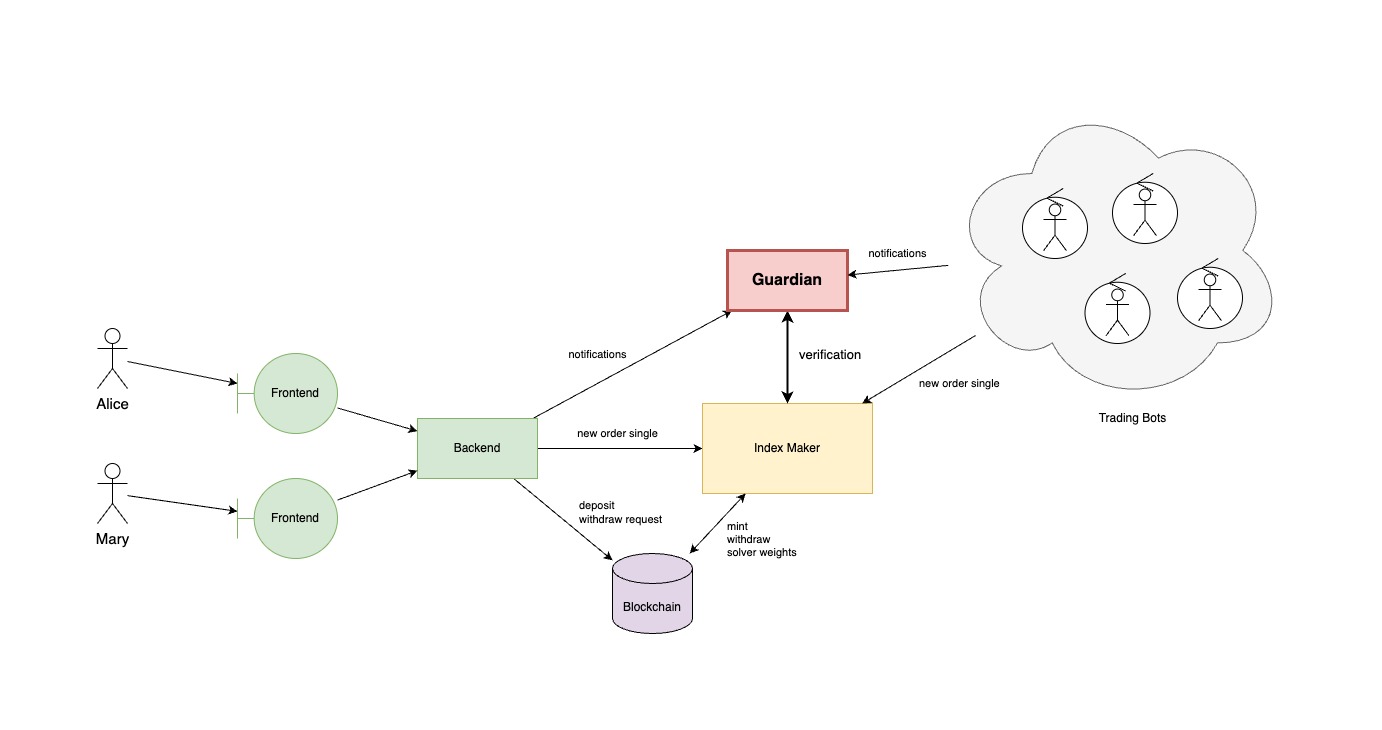 notifications
Guardian
notifications
verification
new order single
Trading Bots
Alice
Frontend
Backend
new order single
Index Maker
Mary
Frontend
deposit
withdraw request
mint
withdraw
solver weights
Blockchain